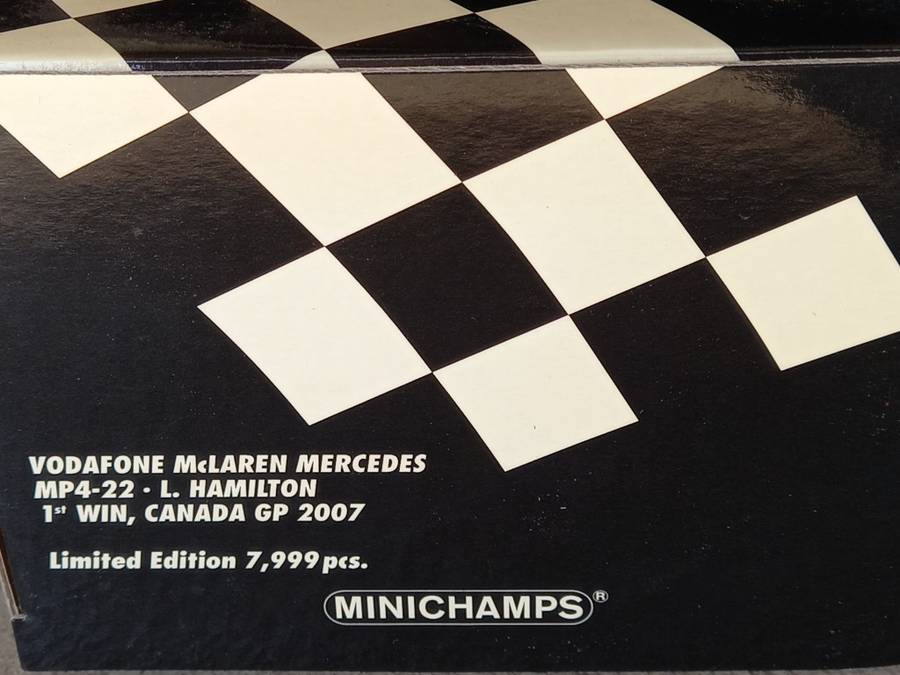 VODAFONE McLAREN MERCEDES
MP4-22 · L. HAMILTON
1st WIN, CANADA GP 2007
Limited Edition 7,999 pcs.
MINICHAMPS®